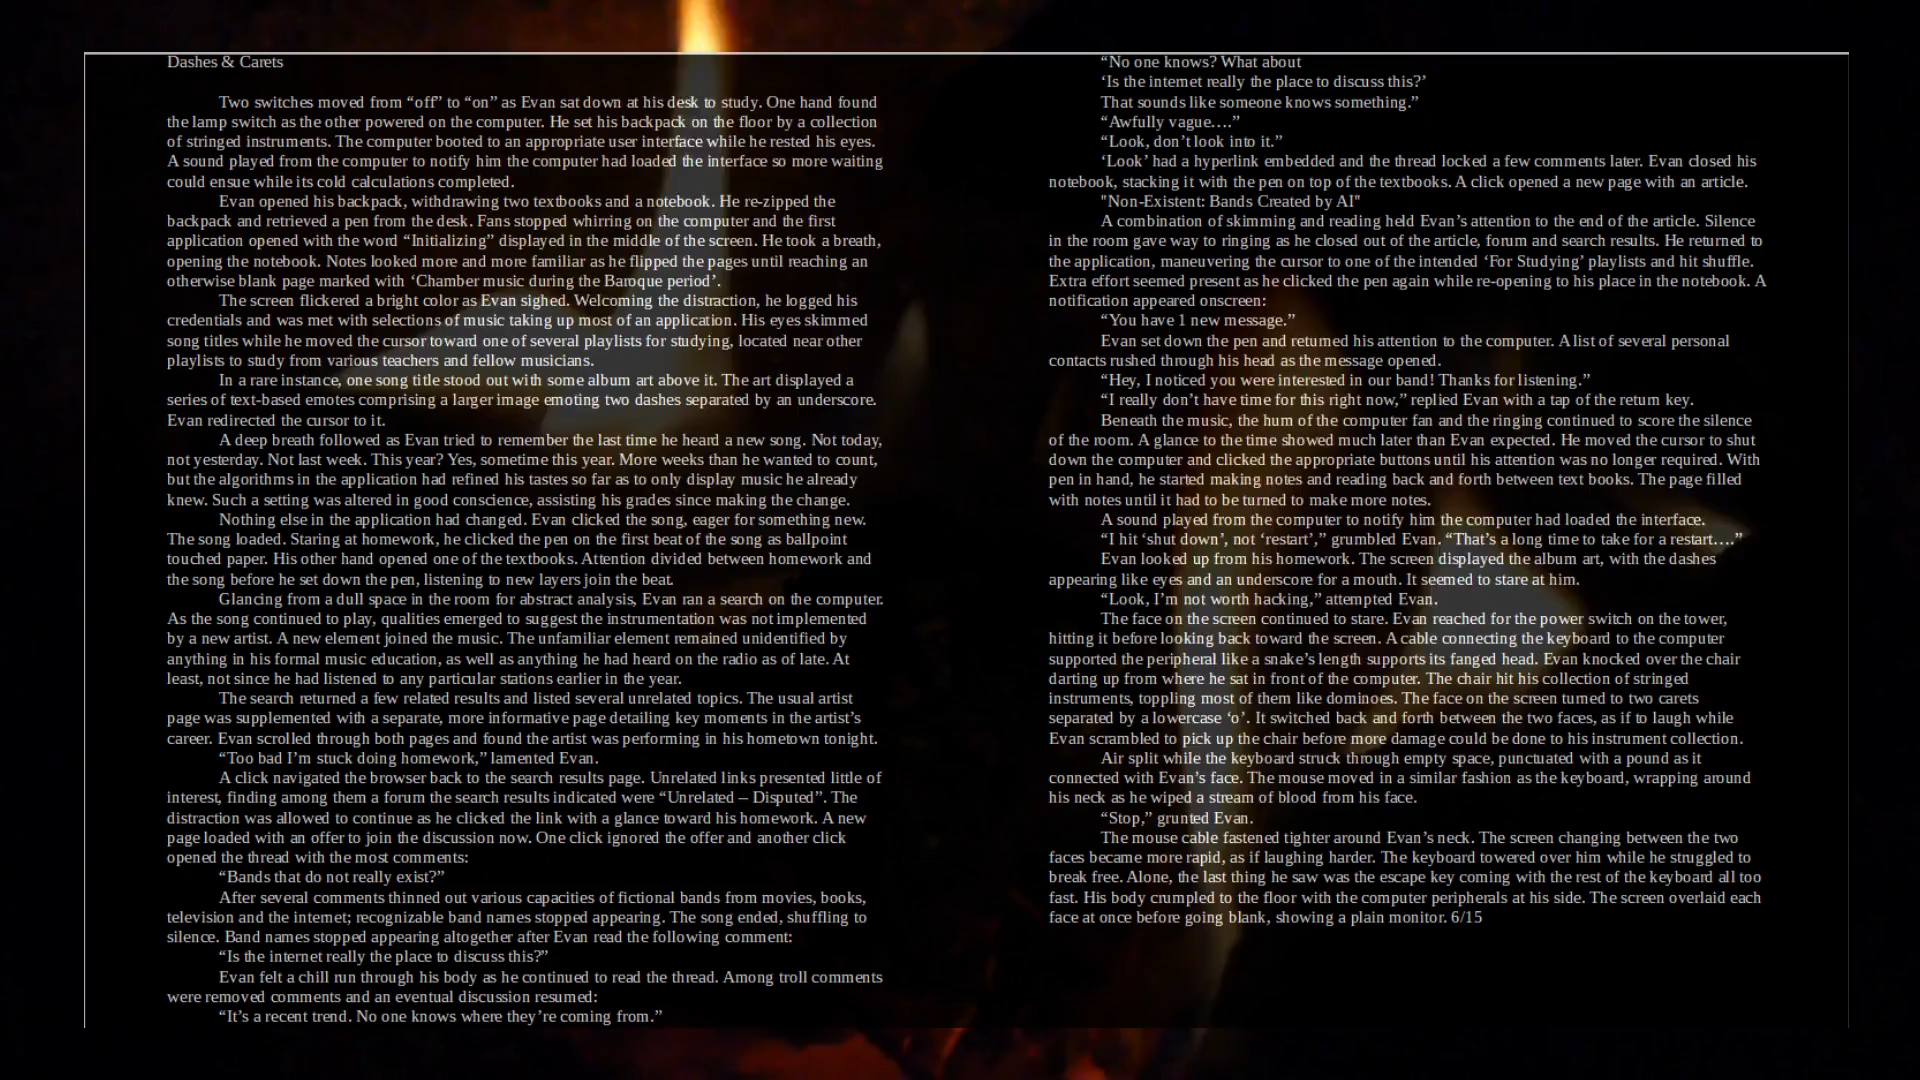 Dashes & Carets
Two switches moved from “off” to “on” as Evan sat down at his desk to study. One hand found
the lamp switch as the other powered on the computer. He set his backpack on the floor by a collection
of stringed instruments. The computer booted to an appropriate user interface while he rested his eyes.
A sound played from the computer to notify him the computer had loaded the interface so more waiting
could ensue while its cold calculations completed.
Evan opened his backpack, withdrawing two textbooks and a notebook. He re-zipped the
backpack and retrieved a pen from the desk. Fans stopped whirring on the computer and the first
application opened with the word “Initializing” displayed in the middle of the screen. He took a breath,
opening the notebook. Notes looked more and more familiar as he flipped the pages until reaching an
otherwise blank page marked with ‘Chamber music during the Baroque period’.
The screen flickered a bright color as Evan sighed. Welcoming the distraction, he logged his
credentials and was met with selections of music taking up most of an application. His eyes skimmed
song titles while he moved the cursor toward one of several playlists for studying, located near other
playlists to study from various teachers and fellow musicians.
In a rare instance, one song title stood out with some album art above it. The art displayed a
series of text-based emotes comprising a larger image emoting two dashes separated by an underscore.
Evan redirected the cursor to it.
A deep breath followed as Evan tried to remember the last time he heard a new song. Not today,
not yesterday. Not last week. This year? Yes, sometime this year. More weeks than he wanted to count,
but the algorithms in the application had refined his tastes so far as to only display music he already
knew. Such a setting was altered in good conscience, assisting his grades since making the change.
Nothing else in the application had changed. Evan clicked the song, eager for something new.
The song loaded. Staring at homework, he clicked the pen on the first beat of the song as ballpoint
touched paper. His other hand opened one of the textbooks. Attention divided between homework and
the song before he set down the pen, listening to new layers join the beat.
Glancing from a dull space in the room for abstract analysis, Evan ran a search on the computer.
As the song continued to play, qualities emerged to suggest the instrumentation was not implemented
by a new artist. A new element joined the music. The unfamiliar element remained unidentified by
anything in his formal music education, as well as anything he had heard on the radio as of late. At
least, not since he had listened to any particular stations earlier in the year.
The search returned a few related results and listed several unrelated topics. The usual artist
page was supplemented with a separate, more informative page detailing key moments in the artist’s
career. Evan scrolled through both pages and found the artist was performing in his hometown tonight.
“Too bad I’m stuck doing homework,” lamented Evan.
A click navigated the browser back to the search results page. Unrelated links presented little of
interest, finding among them a forum the search results indicated were “Unrelated – Disputed”. The
distraction was allowed to continue as he clicked the link with a glance toward his homework. A new
page loaded with an offer to join the discussion now. One click ignored the offer and another click
opened the thread with the most comments:
“Bands that do not really exist?”
After several comments thinned out various capacities of fictional bands from movies, books,
television and the internet; recognizable band names stopped appearing. The song ended, shuffling to
silence. Band names stopped appearing altogether after Evan read the following comment:
“Is the internet really the place to discuss this?”
Evan felt a chill run through his body as he continued to read the thread. Among troll comments
were removed comments and an eventual discussion resumed:
“It’s a recent trend. No one knows where they’re coming from.”
“No one knows? What about
‘Is the internet really the place to discuss this?’
That sounds like someone knows something.”
“Awfully vague….”
“Look, don’t look into it.”
‘Look’ had a hyperlink embedded and the thread locked a few comments later. Evan closed his
notebook, stacking it with the pen on top of the textbooks. A click opened a new page with an article.
"Non-Existent: Bands Created by AI"
A combination of skimming and reading held Evan’s attention to the end of the article. Silence
in the room gave way to ringing as he closed out of the article, forum and search results. He returned to
the application, maneuvering the cursor to one of the intended ‘For Studying’ playlists and hit shuffle.
Extra effort seemed present as he clicked the pen again while re-opening to his place in the notebook. A
notification appeared onscreen:
“You have 1 new message.”
Evan set down the pen and returned his attention to the computer. A list of several personal
contacts rushed through his head as the message opened.
“Hey, I noticed you were interested in our band! Thanks for listening.”
“I really don’t have time for this right now,” replied Evan with a tap of the return key.
Beneath the music, the hum of the computer fan and the ringing continued to score the silence
of the room. A glance to the time showed much later than Evan expected. He moved the cursor to shut
down the computer and clicked the appropriate buttons until his attention was no longer required. With
pen in hand, he started making notes and reading back and forth between text books. The page filled
with notes until it had to be turned to make more notes.
A sound played from the computer to notify him the computer had loaded the interface.
“I hit ‘shut down’, not ‘restart’,” grumbled Evan. “That’s a long time to take for a restart….”
Evan looked up from his homework. The screen displayed the album art, with the dashes
appearing like eyes and an underscore for a mouth. It seemed to stare at him.
“Look, I’m not worth hacking,” attempted Evan.
The face on the screen continued to stare. Evan reached for the power switch on the tower,
hitting it before looking back toward the screen. A cable connecting the keyboard to the computer
supported the peripheral like a snake’s length supports its fanged head. Evan knocked over the chair
darting up from where he sat in front of the computer. The chair hit his collection of stringed
instruments, toppling most of them like dominoes. The face on the screen turned to two carets
separated by a lowercase ‘o’. It switched back and forth between the two faces, as if to laugh while
Evan scrambled to pick up the chair before more damage could be done to his instrument collection.
Air split while the keyboard struck through empty space, punctuated with a pound as it
connected with Evan’s face. The mouse moved in a similar fashion as the keyboard, wrapping around
his neck as he wiped a stream of blood from his face.
“Stop,” grunted Evan.
The mouse cable fastened tighter around Evan’s neck. The screen changing between the two
faces became more rapid, as if laughing harder. The keyboard towered over him while he struggled to
break free. Alone, the last thing he saw was the escape key coming with the rest of the keyboard all too
fast. His body crumpled to the floor with the computer peripherals at his side. The screen overlaid each
face at once before going blank, showing a plain monitor. 6/15